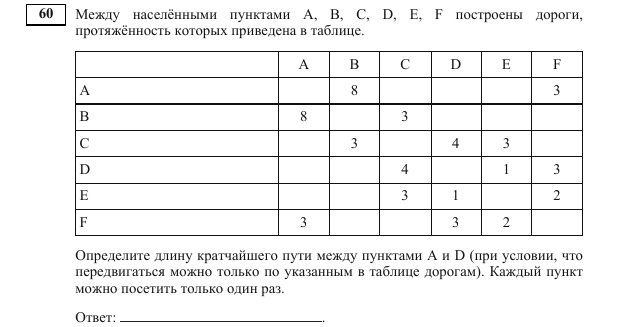 60 Между населёнными пунктами A, B, C, D, E, F построены дороги,
протяжённость которых приведена в таблице.
A B C D E F
A 8 3
B 8 3
C 3 4 3
D 4 1 3
E 3 1 2
F 3 3 2
Определите длину кратчайшего пути между пунктами A и D (при условии, что
передвигаться можно только по указанным в таблице дорогам). Каждый пункт
можно посетить только один раз.
Ответ: ______________________________.